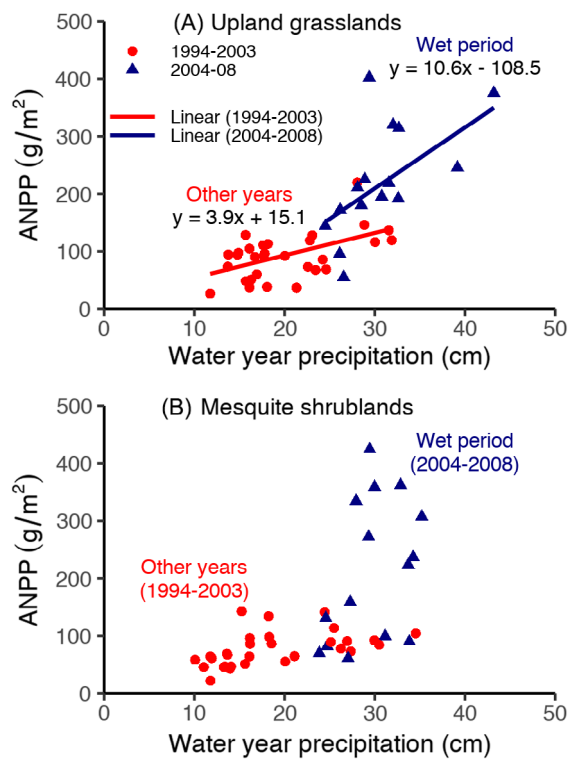 (A) Upland grasslands
1994-2003
2004-08
Linear (1994-2003)
Linear (2004-2008)
Wet period
y = 10.6x - 108.5
Other years
y = 3.9x + 15.1
500
400
300
200
100
0
ANPP (g/m²)
0 10 20 30 40 50
Water year precipitation (cm)
(B) Mesquite shrublands
Wet period
(2004-2008)
Other years
(1994-2003)
500
400
300
200
100
0
ANPP (g/m²)
0 10 20 30 40 50
Water year precipitation (cm)